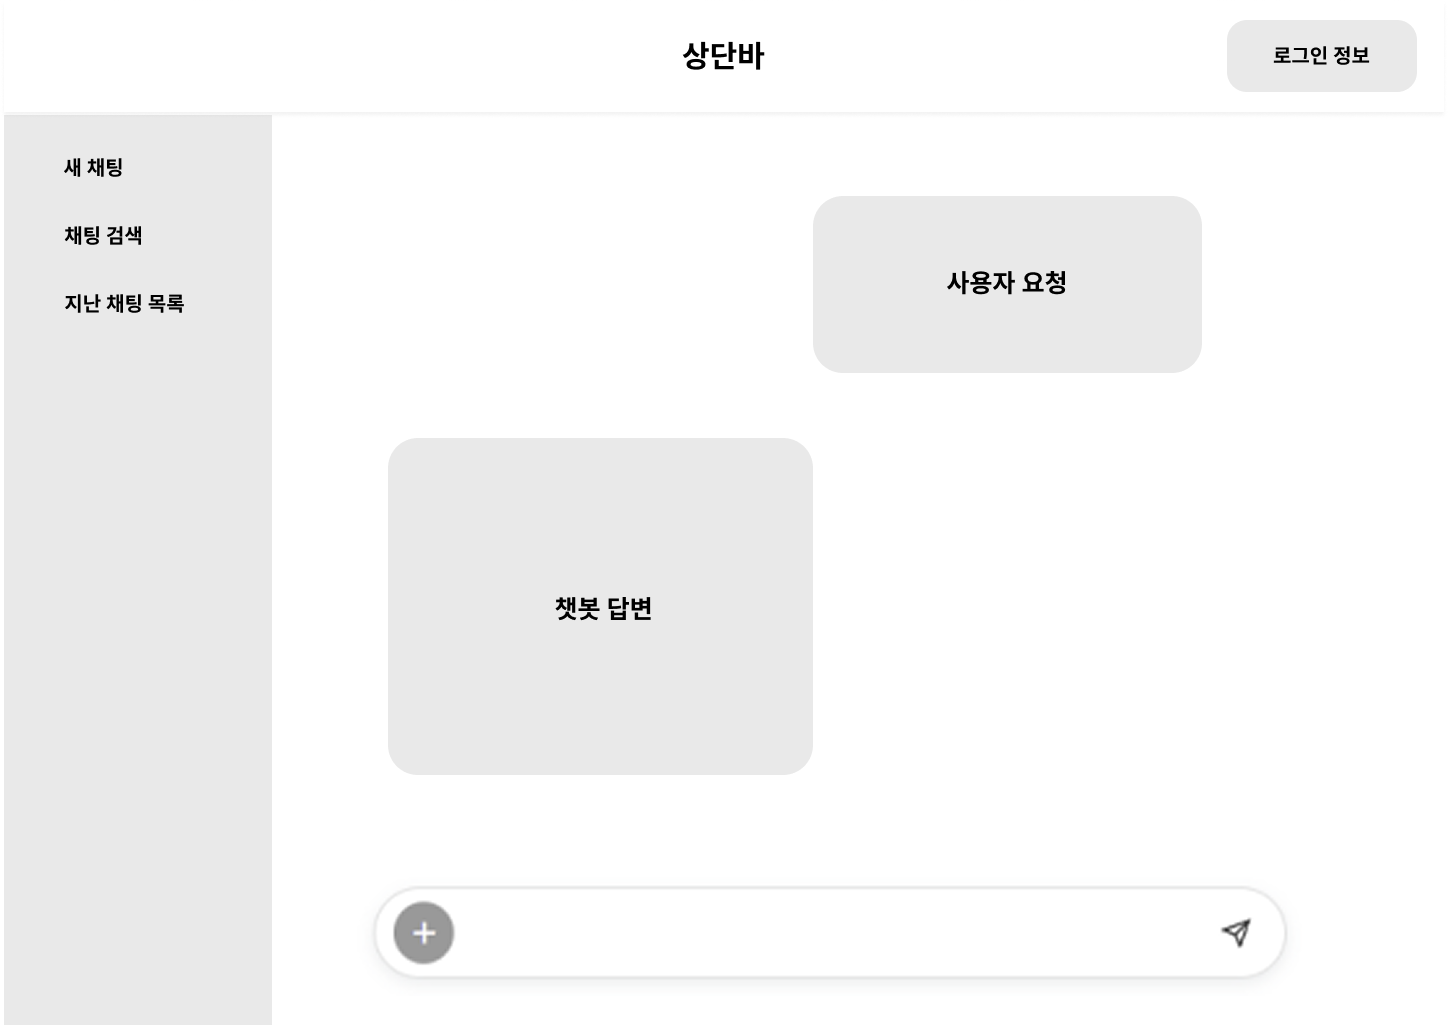 상단바
로그인 정보
새 채팅
채팅 검색
지난 채팅 목록
사용자 요청
챗봇 답변